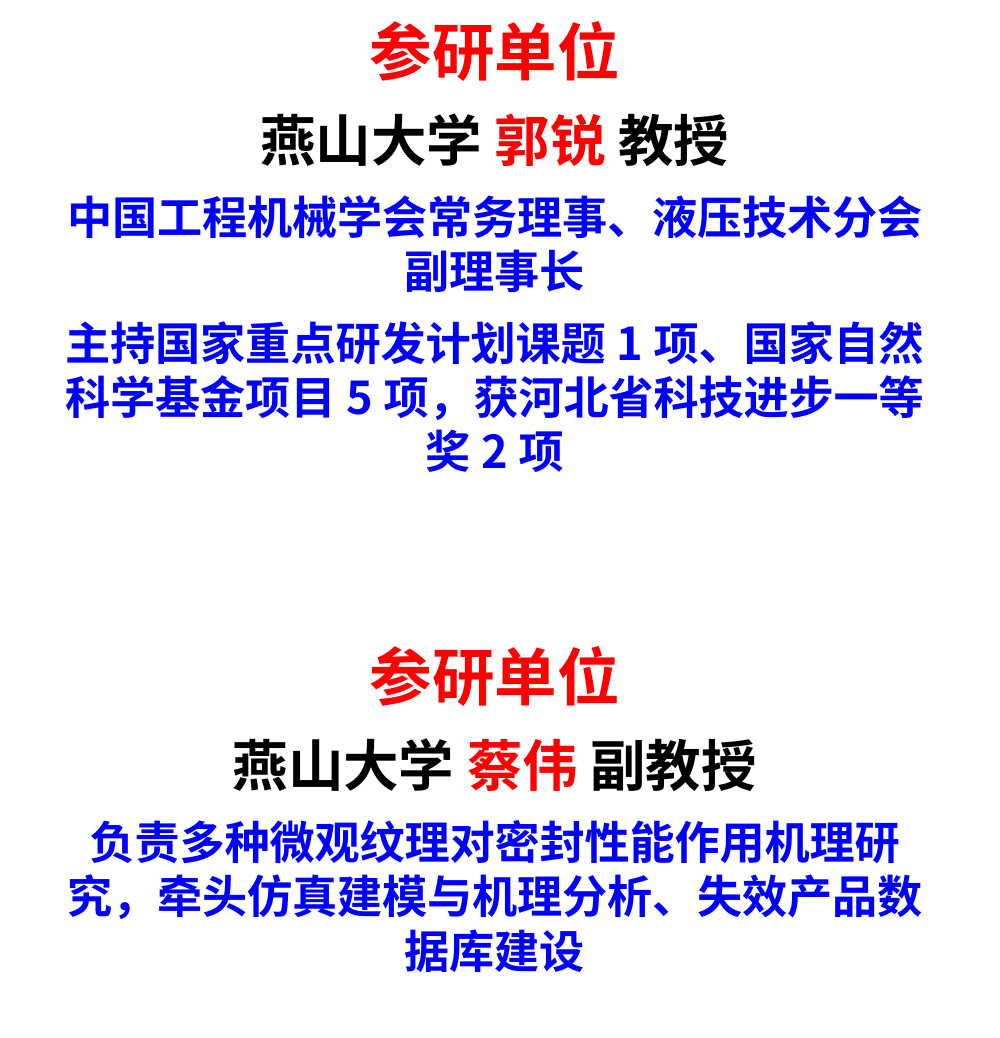 参研单位
燕山大学 郭锐 教授
中国工程机械学会常务理事、液压技术分会
副理事长
主持国家重点研发计划课题 1 项、国家自然
科学基金项目 5 项，获河北省科技进步一等
奖 2 项
参研单位
燕山大学 蔡伟 副教授
负责多种微观纹理对密封性能作用机理研
究，牵头仿真建模与机理分析、失效产品数
据库建设